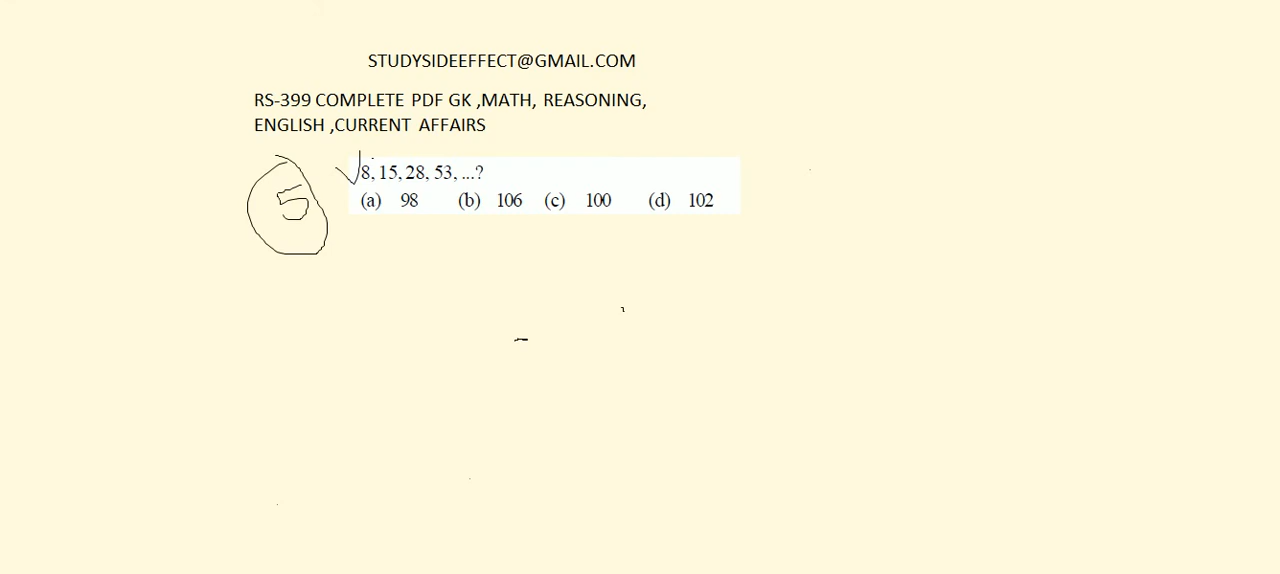 STUDYSIDEEFFECT@GMAIL.COM
RS-399 COMPLETE PDF GK ,MATH, REASONING,
ENGLISH ,CURRENT AFFAIRS
8, 15, 28, 53, ...?
(a) 98 (b) 106 (c) 100 (d) 102
5